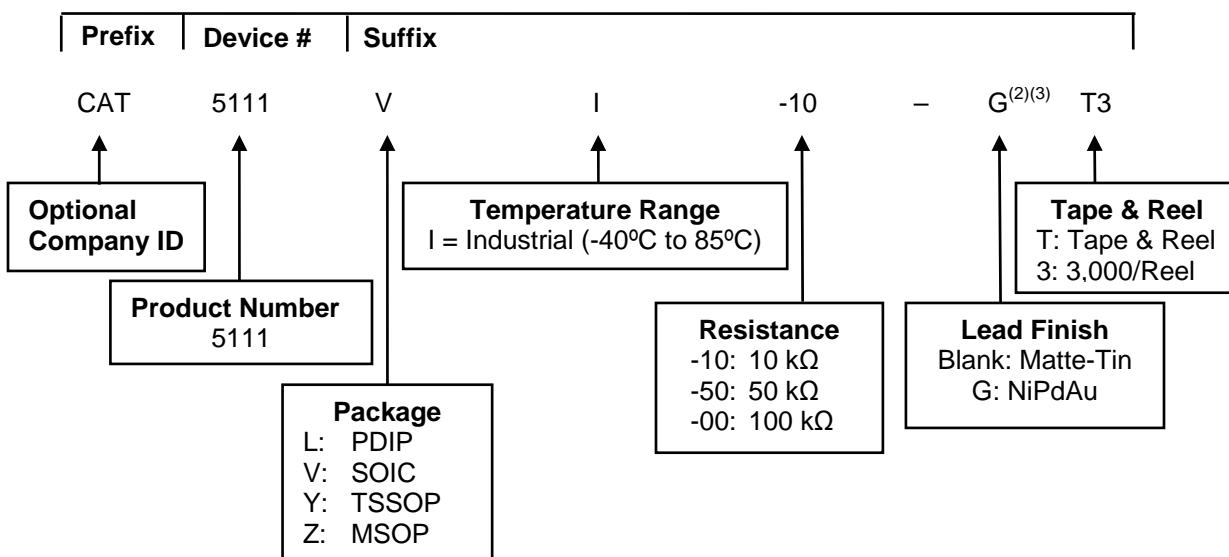 Prefix Device # Suffix
CAT 5111 V I -10 – G(2)(3) T3
Optional
Company ID
Product Number
5111
Package
L: PDIP
V: SOIC
Y: TSSOP
Z: MSOP
Temperature Range
I = Industrial (-40ºC to 85ºC)
Resistance
-10: 10 kΩ
-50: 50 kΩ
-00: 100 kΩ
Lead Finish
Blank: Matte-Tin
G: NiPdAu
Tape & Reel
T: Tape & Reel
3: 3,000/Reel